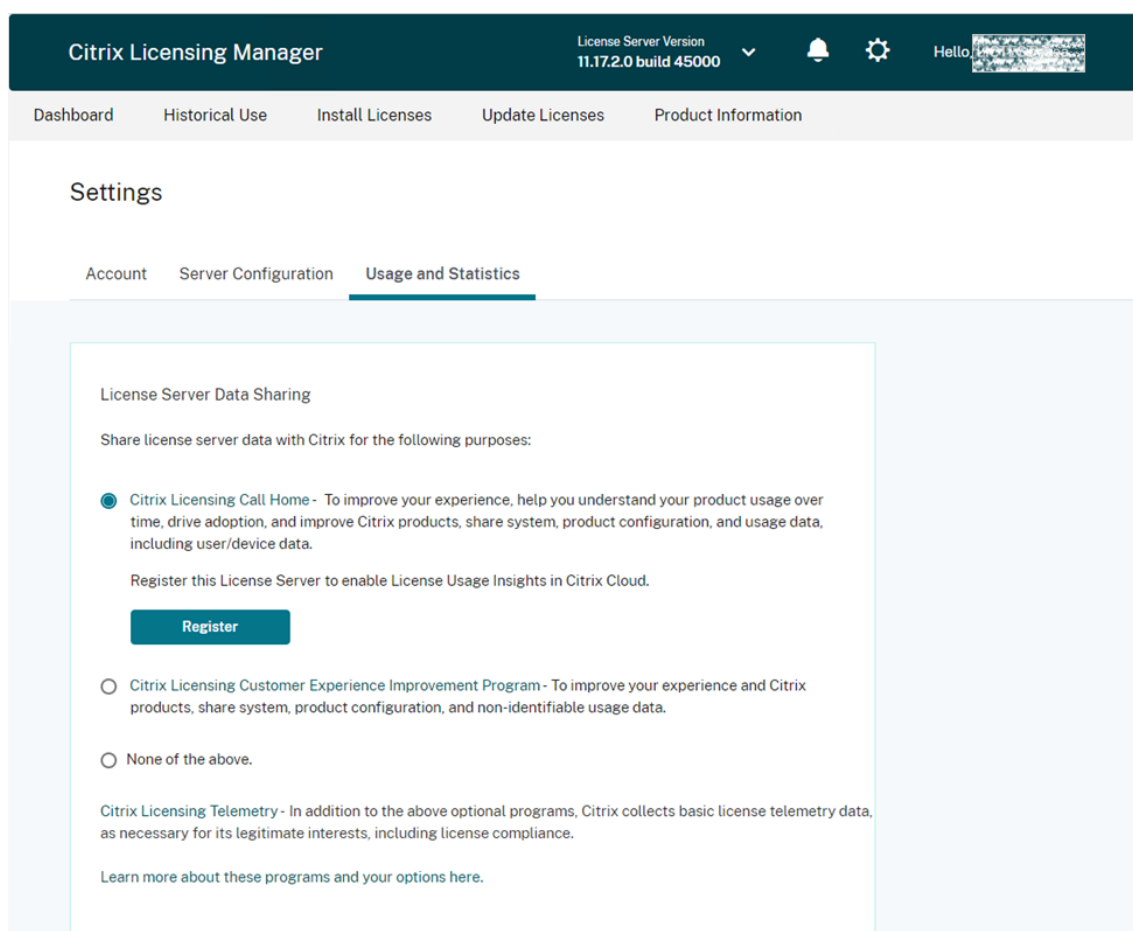 Citrix Licensing Manager
License Server Version
11.17.2.0 build 45000
Hello,
Dashboard Historical Use Install Licenses Update Licenses Product Information
Settings
Account Server Configuration Usage and Statistics
License Server Data Sharing
Share license server data with Citrix for the following purposes:
Citrix Licensing Call Home - To improve your experience, help you understand your product usage over
time, drive adoption, and improve Citrix products, share system, product configuration, and usage data,
including user/device data.
Register this License Server to enable License Usage Insights in Citrix Cloud.
Register
Citrix Licensing Customer Experience Improvement Program - To improve your experience and Citrix
products, share system, product configuration, and non-identifiable usage data.
None of the above.
Citrix Licensing Telemetry - In addition to the above optional programs, Citrix collects basic license telemetry data,
as necessary for its legitimate interests, including license compliance.
Learn more about these programs and your options here.